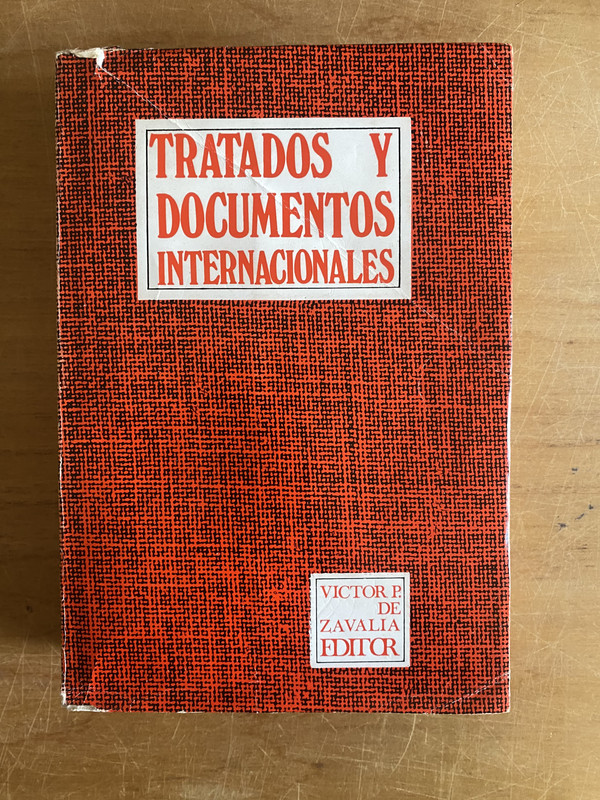 TRATADOS Y
DOCUMENTOS
INTERNACIONALES
VICTOR P.
DE
ZAVALIA
EDITOR